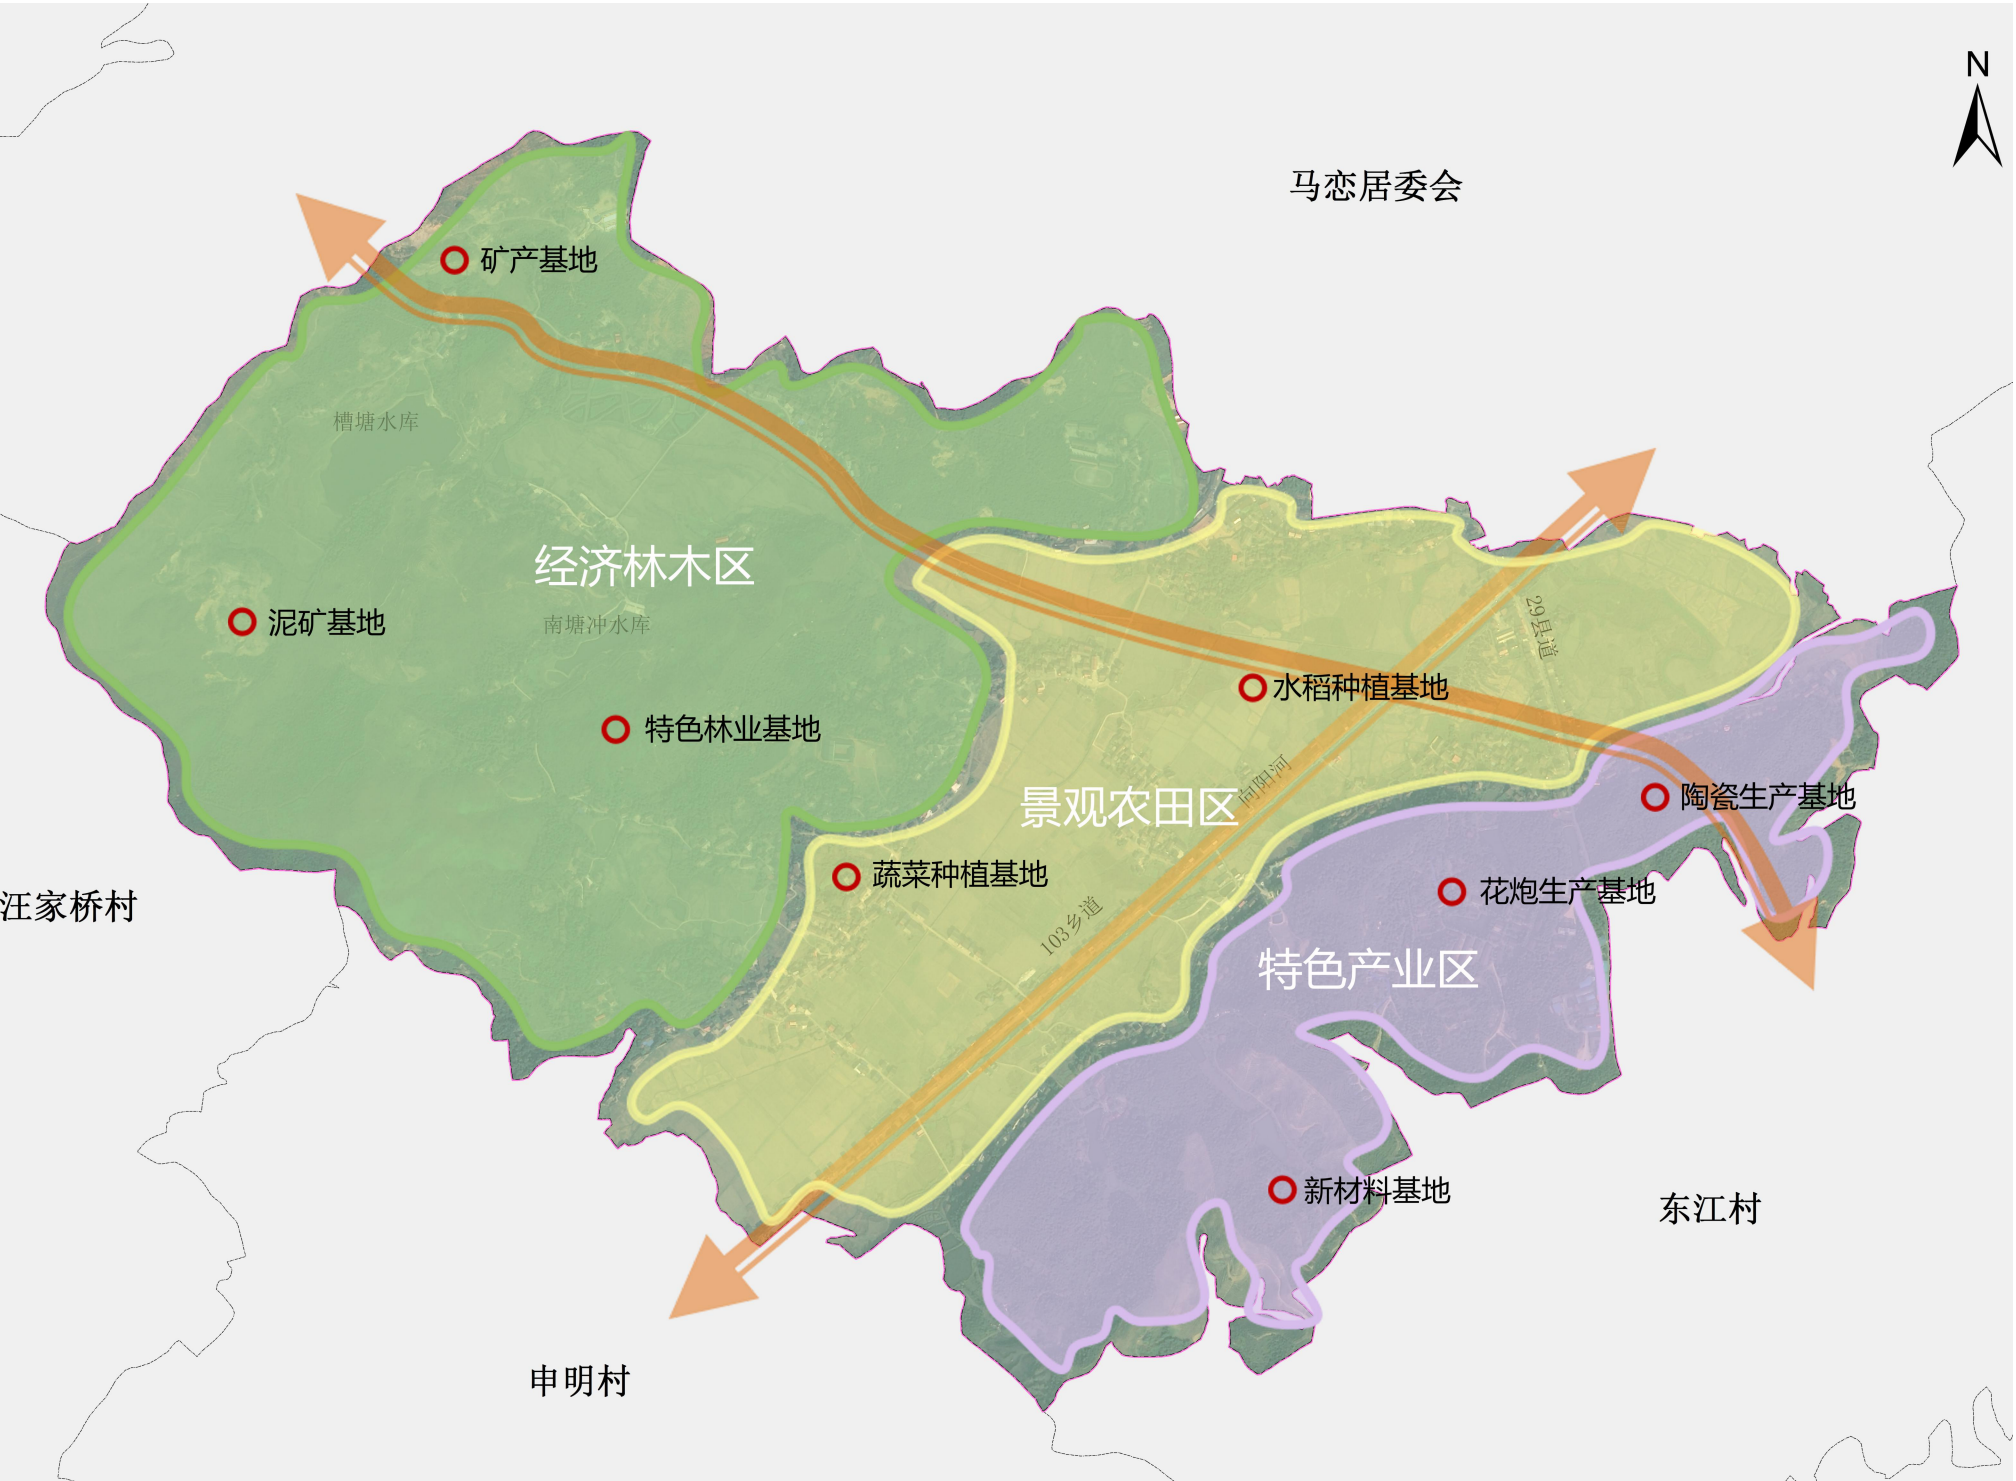 N
马恋居委会
矿产基地
槽塘水库
经济林木区
泥矿基地
南塘冲水库
29县道
水稻种植基地
特色林业基地
向阳河
陶瓷生产基地
景观农田区
蔬菜种植基地
花炮生产基地
汪家桥村
103乡道
特色产业区
新材料基地
东江村
申明村